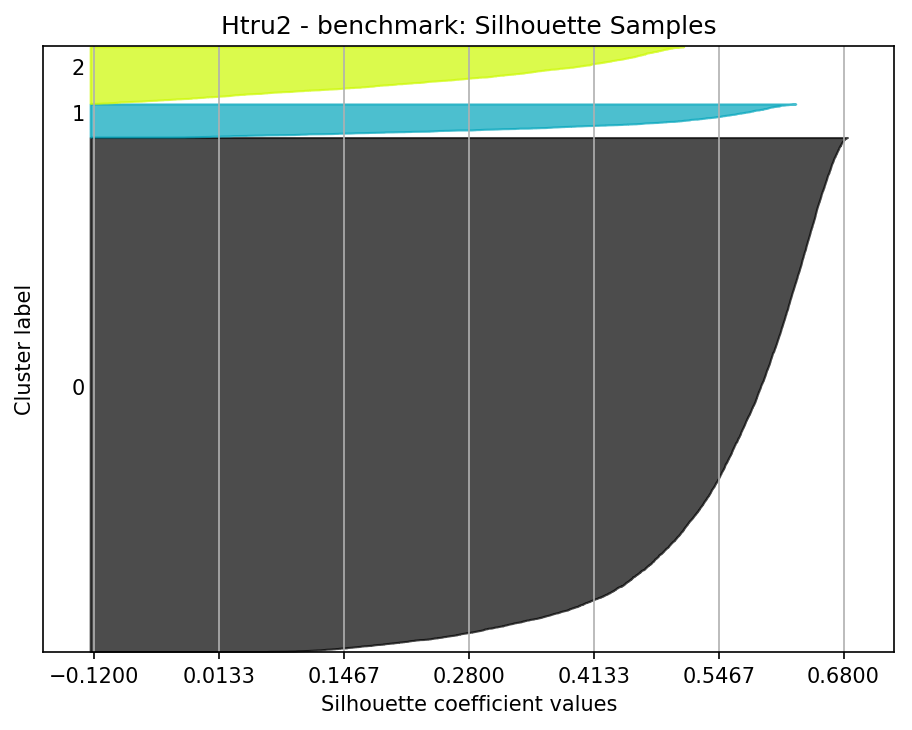 Htru2 - benchmark: Silhouette Samples
2
1
0
Cluster label
−0.1200 0.0133 0.1467 0.2800 0.4133 0.5467 0.6800
Silhouette coefficient values